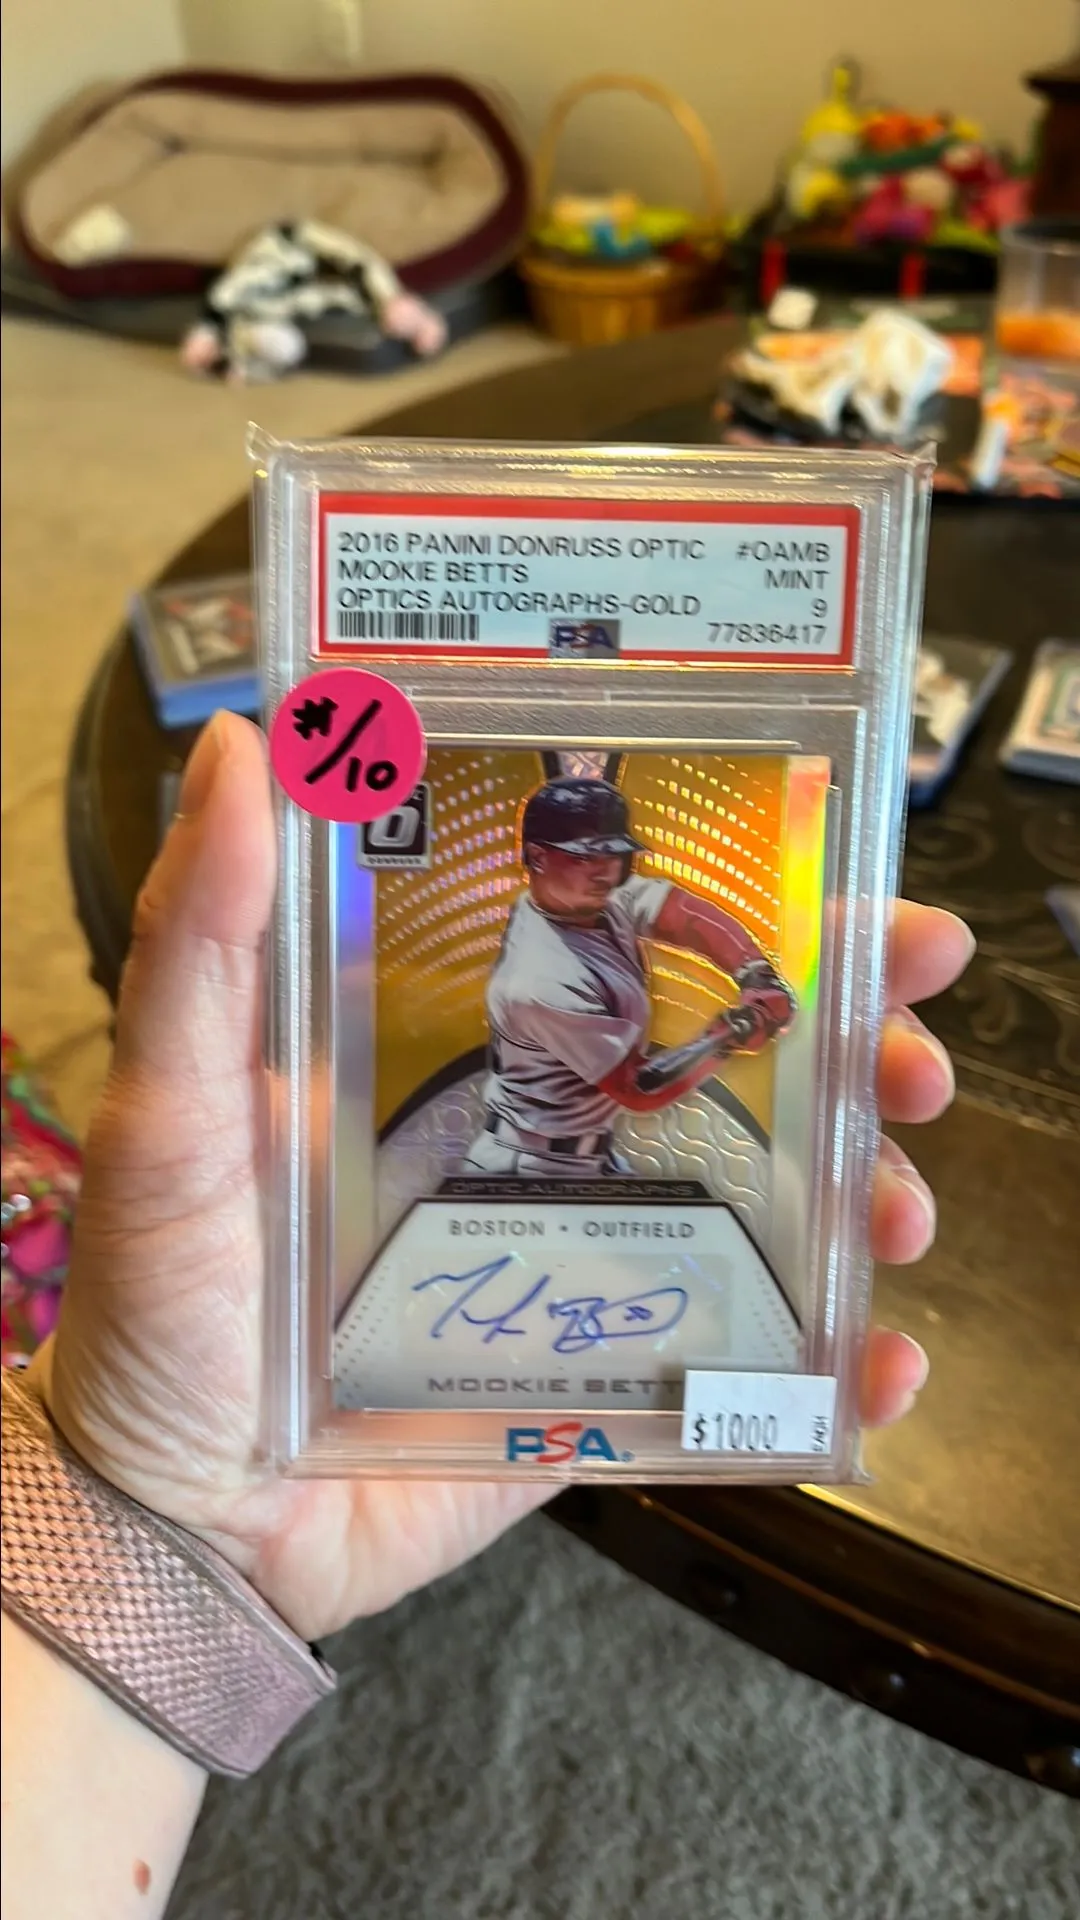 2016 PANINI DONRUSS OPTIC #OAMB
MOOKIE BETTS MINT
OPTICS AUTOGRAPHS-GOLD 9
PSA 77836417
#/10
DONRUSS
OPTIC AUTOGRAPHS
BOSTON • OUTFIELD
MOOKIE BETT
PSA
$1000